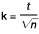 k = t / √n